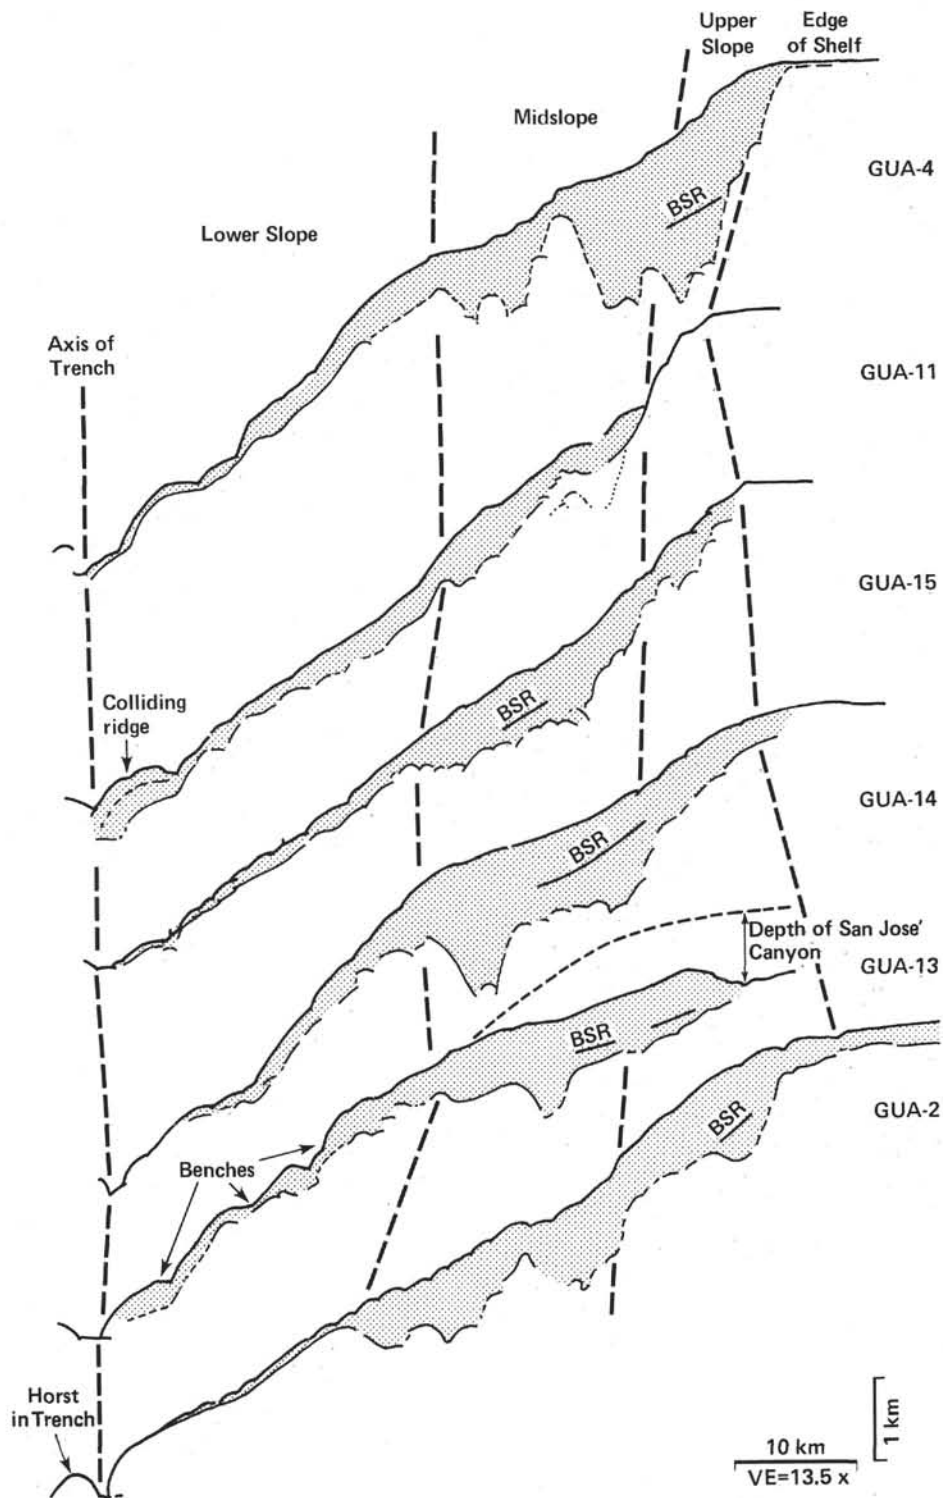 Upper
Slope
Edge
of Shelf
Midslope
GUA-4
BSR
Lower Slope
Axis of
Trench
GUA-11
GUA-15
Colliding
ridge
BSR
GUA-14
BSR
Depth of San Jose'
Canyon
GUA-13
BSR
GUA-2
BSR
Benches
Horst
in Trench
10 km
VE=13.5 x
1 km